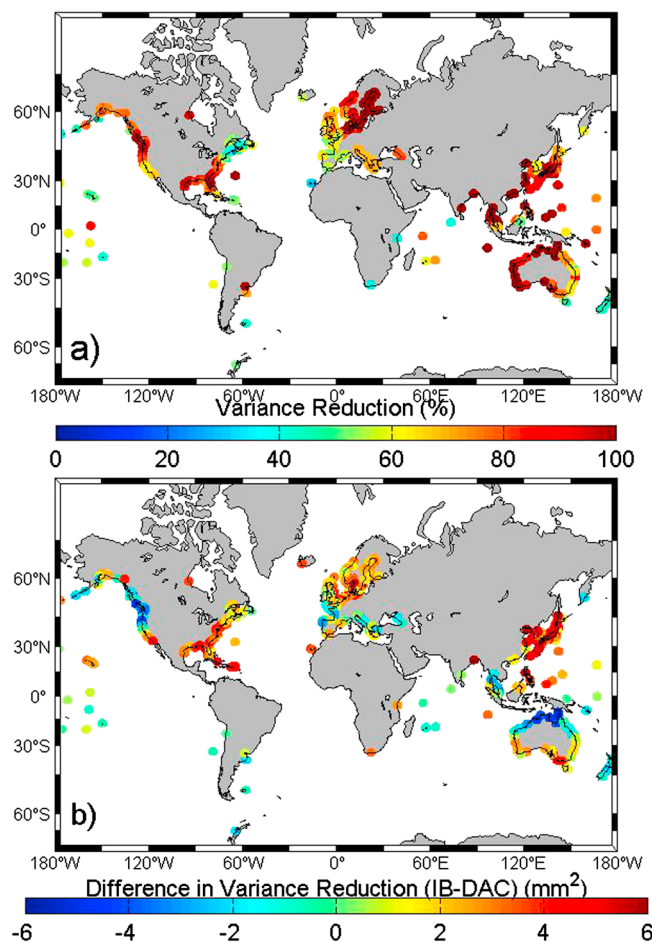 60°N
30°N
0°
30°S
60°S
a)
180°W 120°W 60°W 0° 60°E 120°E 180°W
Variance Reduction (%)
0 20 40 60 80 100
60°N
30°N
0°
30°S
60°S
b)
180°W 120°W 60°W 0° 60°E 120°E 180°W
Difference in Variance Reduction (IB-DAC) (mm²)
-6 -4 -2 0 2 4 6